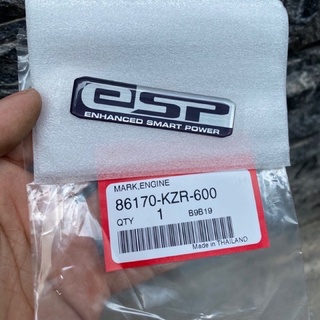 eSP
ENHANCED SMART POWER
MARK,ENGINE
86170-KZR-600
QTY 1 B9B19
Made in THAILAND